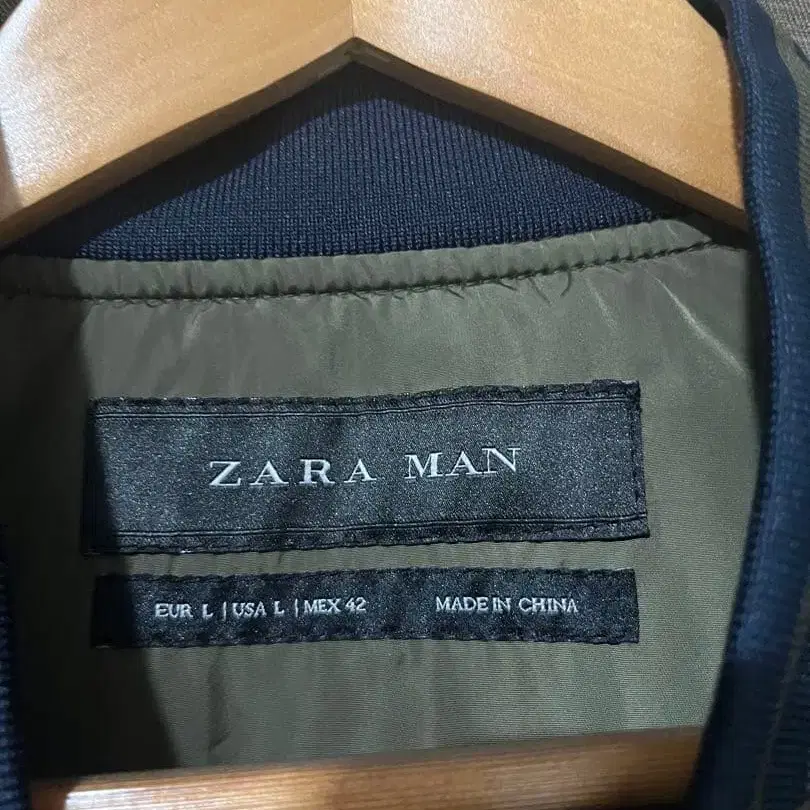 ZARA MAN
EUR L | USA L | MEX 42 MADE IN CHINA